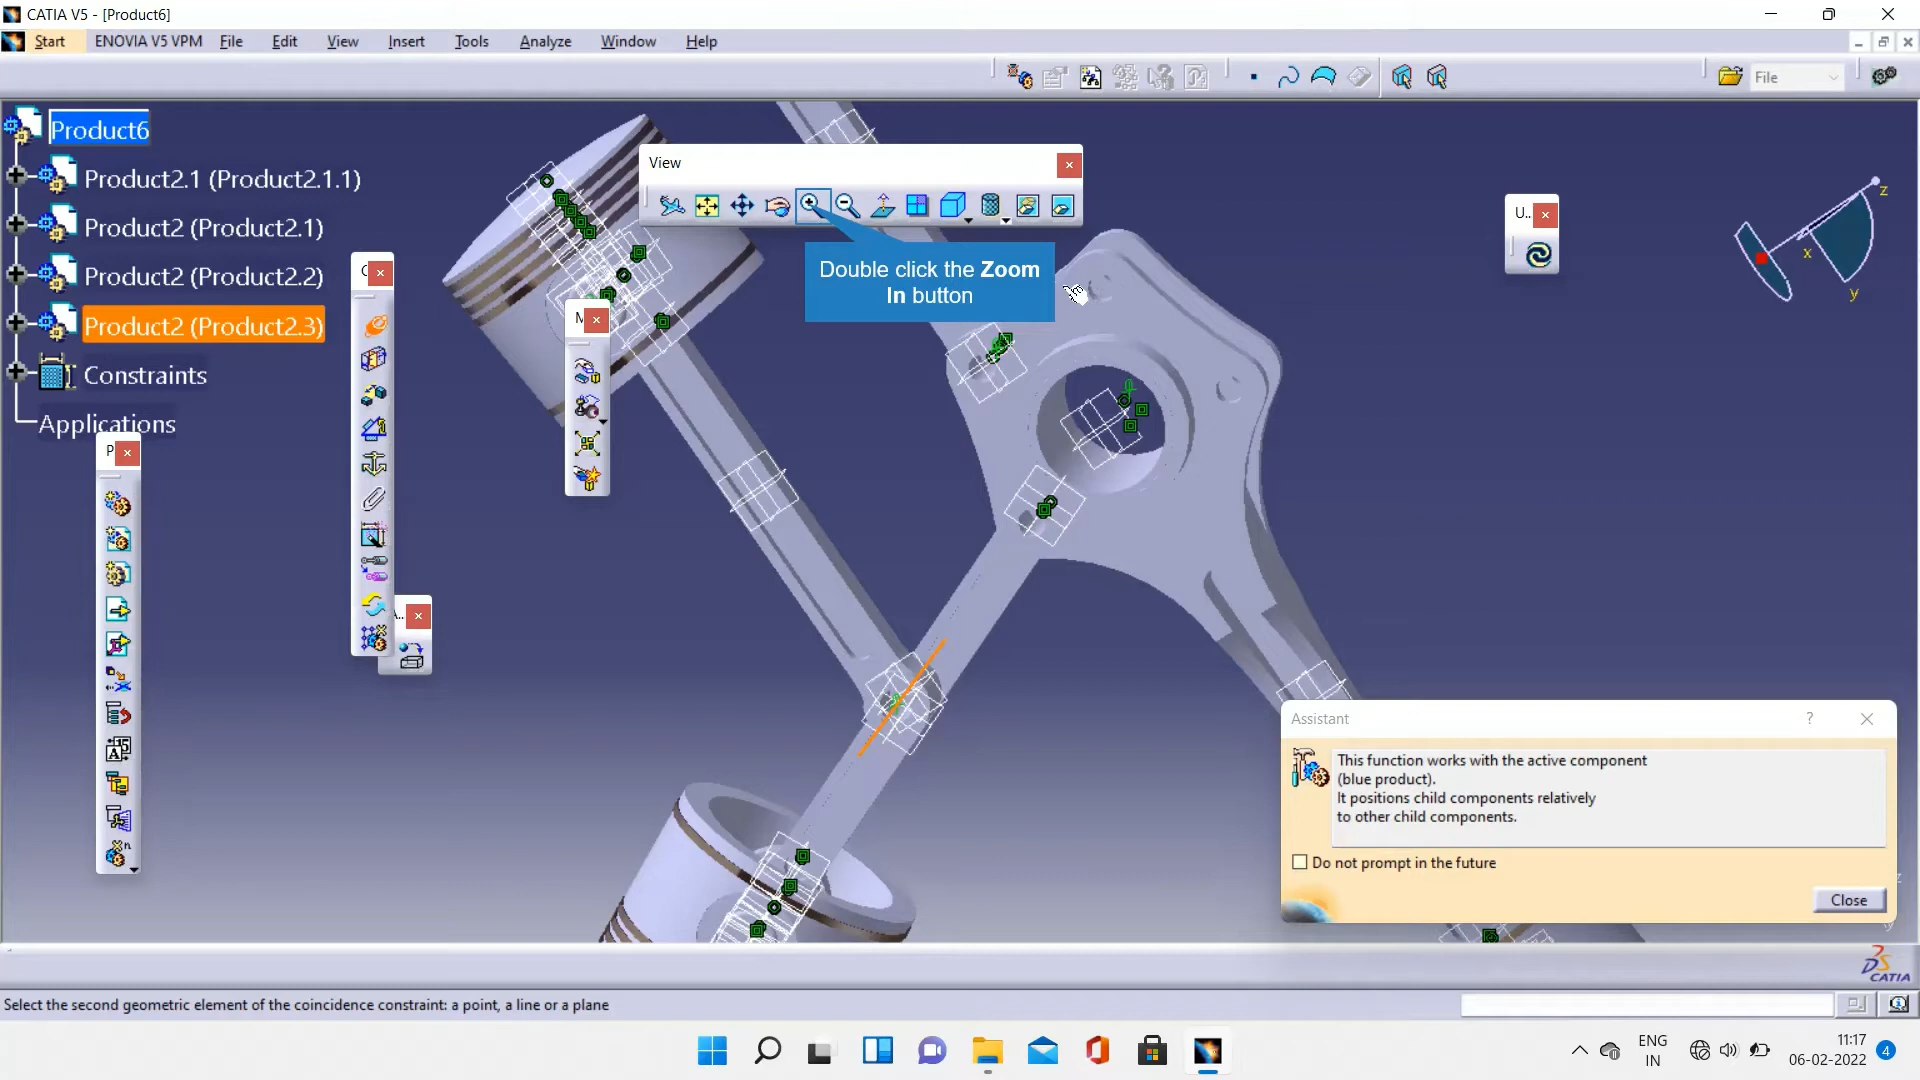 CATIA V5 - [Product6]
Start
ENOVIA V5 VPM
File
Edit
View
Insert
Tools
Analyze
Window
Help
File
Product6
Product2.1 (Product2.1.1)
Product2 (Product2.1)
Product2 (Product2.2)
Product2 (Product2.3)
Constraints
Applications
View
Double click the Zoom
In button
U..
z
x
y
P
Assistant
?
This function works with the active component
(blue product).
It positions child components relatively
to other child components.
Do not prompt in the future
Close
CATIA
Select the second geometric element of the coincidence constraint: a point, a line or a plane
ENG
IN
11:17
06-02-2022
4